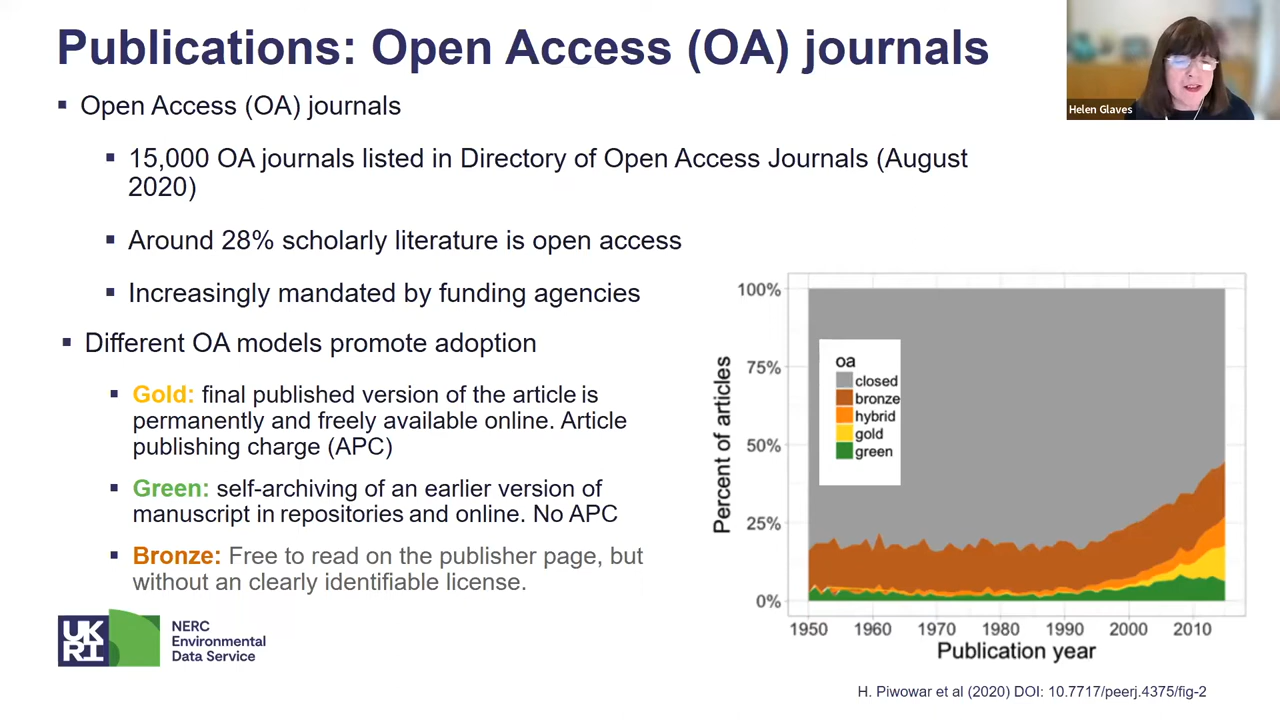 Publications: Open Access (OA) journals
Helen Glaves
▪ Open Access (OA) journals
▪ 15,000 OA journals listed in Directory of Open Access Journals (August
2020)
▪ Around 28% scholarly literature is open access
▪ Increasingly mandated by funding agencies
▪ Different OA models promote adoption
▪ Gold: final published version of the article is
permanently and freely available online. Article
publishing charge (APC)
▪ Green: self-archiving of an earlier version of
manuscript in repositories and online. No APC
▪ Bronze: Free to read on the publisher page, but
without an clearly identifiable license.
UK
RI
NERC
Environmental
Data Service
Percent of articles
100%
75%
50%
25%
0%
oa
closed
bronze
hybrid
gold
green
1950 1960 1970 1980 1990 2000 2010
Publication year
H. Piwowar et al (2020) DOI: 10.7717/peerj.4375/fig-2